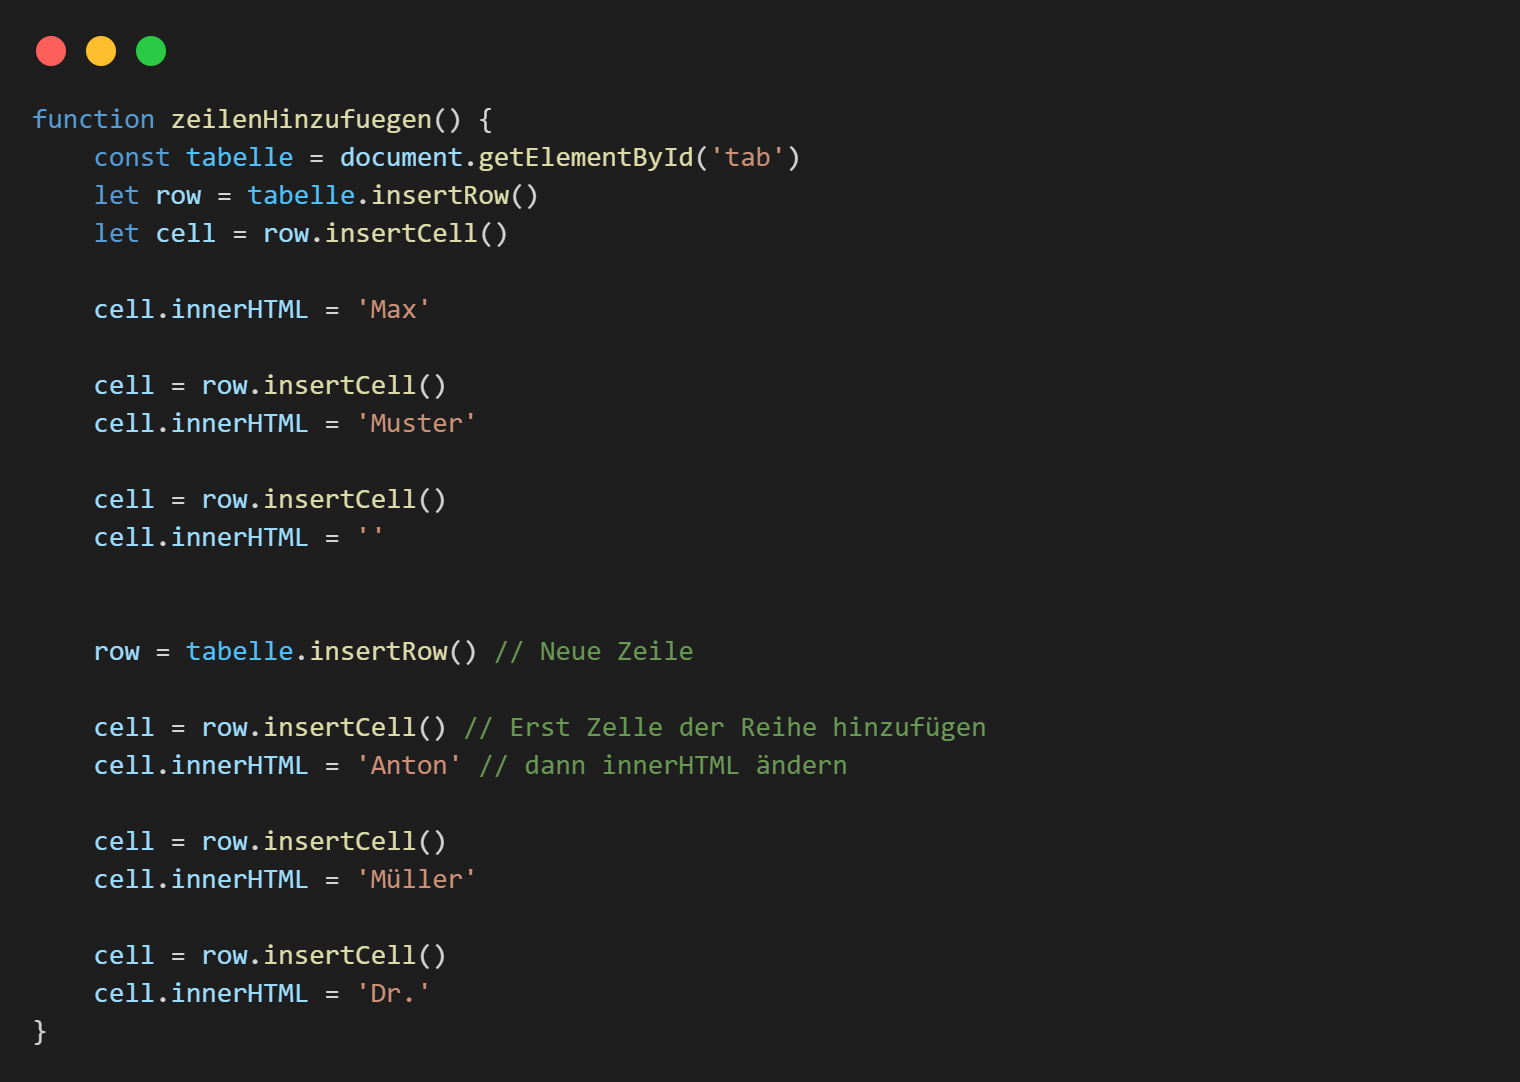 function zeilenHinzufuegen() {
    const tabelle = document.getElementById('tab')
    let row = tabelle.insertRow()
    let cell = row.insertCell()

    cell.innerHTML = 'Max'

    cell = row.insertCell()
    cell.innerHTML = 'Muster'

    cell = row.insertCell()
    cell.innerHTML = ''


    row = tabelle.insertRow() // Neue Zeile

    cell = row.insertCell() // Erst Zelle der Reihe hinzufügen
    cell.innerHTML = 'Anton' // dann innerHTML ändern

    cell = row.insertCell()
    cell.innerHTML = 'Müller'

    cell = row.insertCell()
    cell.innerHTML = 'Dr.'
}